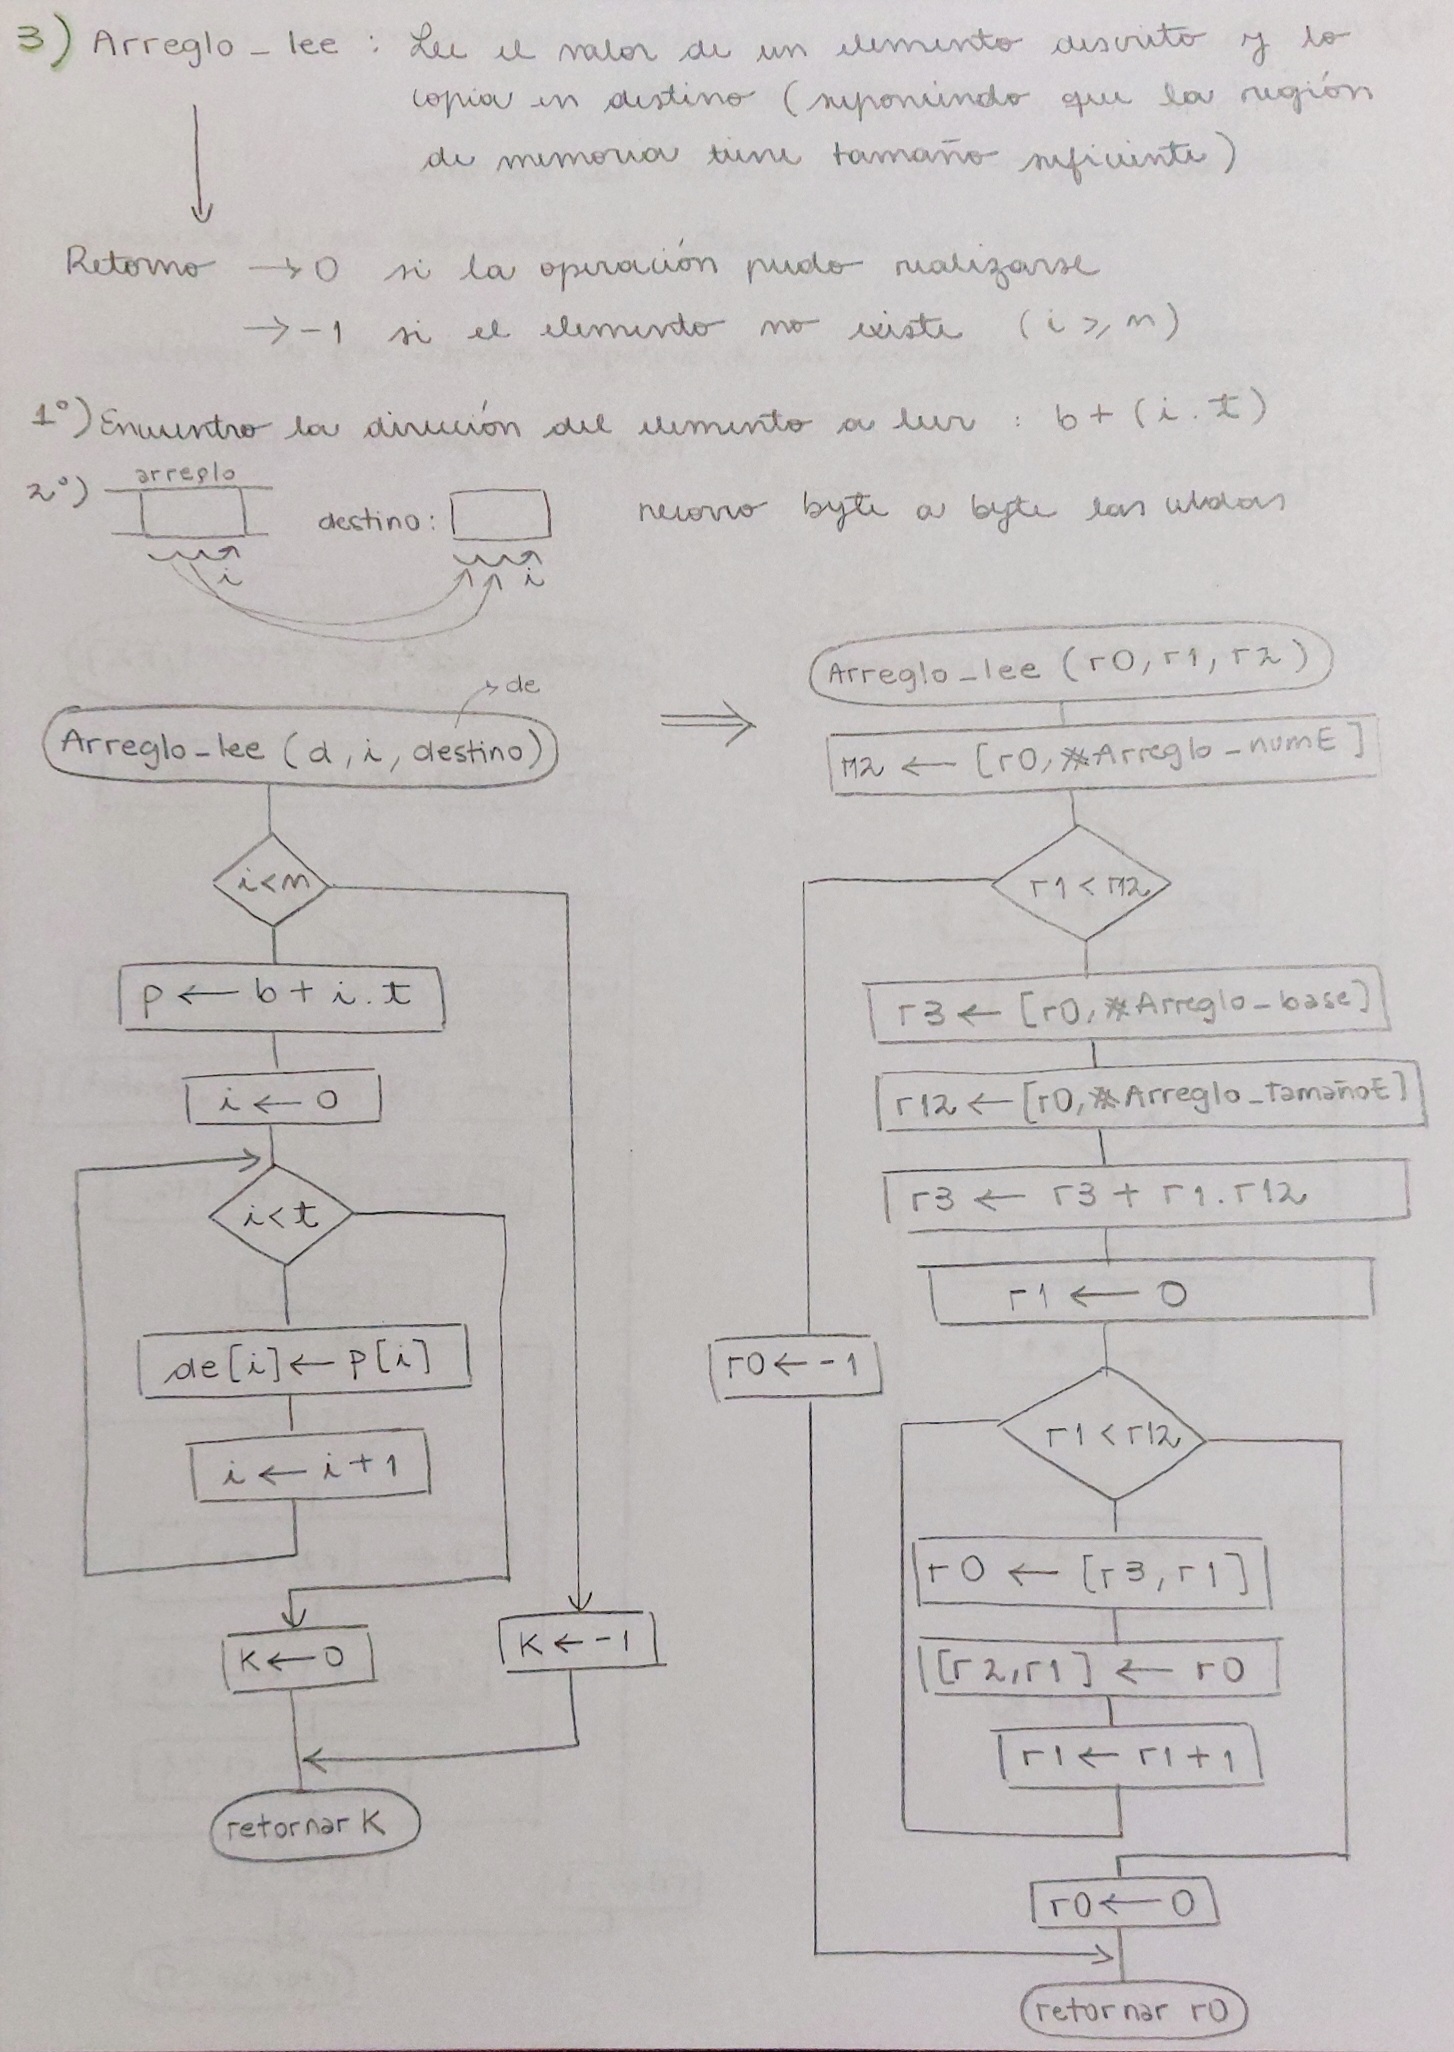 3) Arreglo_lee : Lee el valor de un elemento descrito y lo
copia en destino (suponiendo que la región
de memoria tiene tamaño suficiente)
Retorno → 0 si la operación pudo realizarse
→ -1 si el elemento no existe (i ≥ n)
1°) Encuentro la dirección del elemento a leer : b + (i . t)
2°) arreglo
destino:
recorro byte a byte las celdas
i
i
de
Arreglo_lee (d, i, destino)
i < n
p ← b + i . t
i ← 0
i < t
de[i] ← p[i]
i ← i + 1
K ← 0
K ← -1
retornar K
Arreglo_lee (r0, r1, r2)
r12 ← [r0, #Arreglo_numE]
r1 < r12
r3 ← [r0, #Arreglo_base]
r12 ← [r0, #Arreglo_tamañoE]
r3 ← r3 + r1 . r12
r1 ← 0
r0 ← -1
r1 < r12
r0 ← [r3, r1]
[r2, r1] ← r0
r1 ← r1 + 1
r0 ← 0
retornar r0